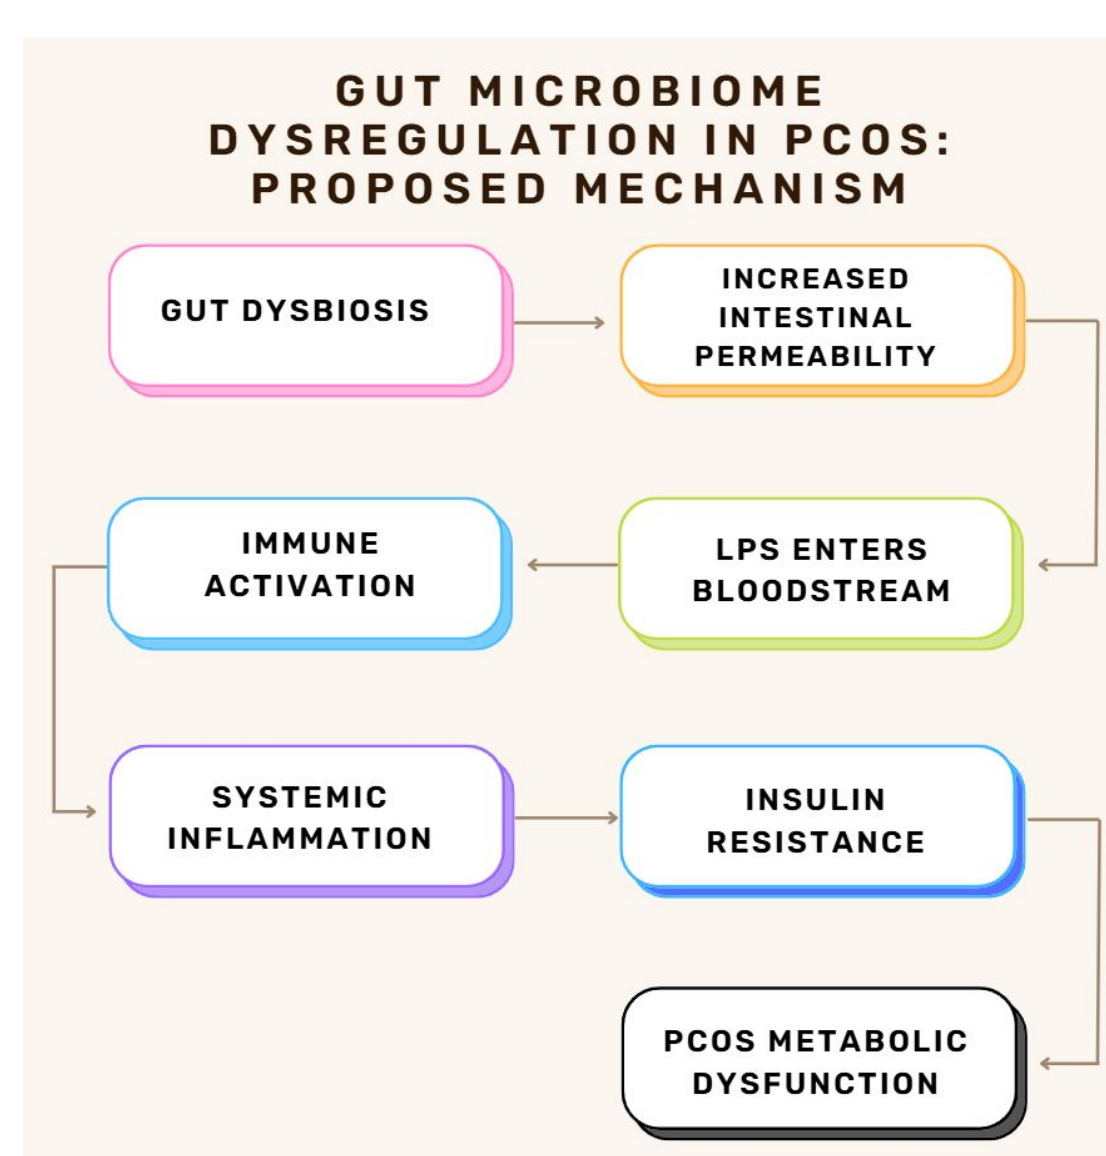 GUT MICROBIOME
DYSREGULATION IN PCOS:
PROPOSED MECHANISM
GUT DYSBIOSIS
INCREASED
INTESTINAL
PERMEABILITY
LPS ENTERS
BLOODSTREAM
IMMUNE
ACTIVATION
SYSTEMIC
INFLAMMATION
INSULIN
RESISTANCE
PCOS METABOLIC
DYSFUNCTION